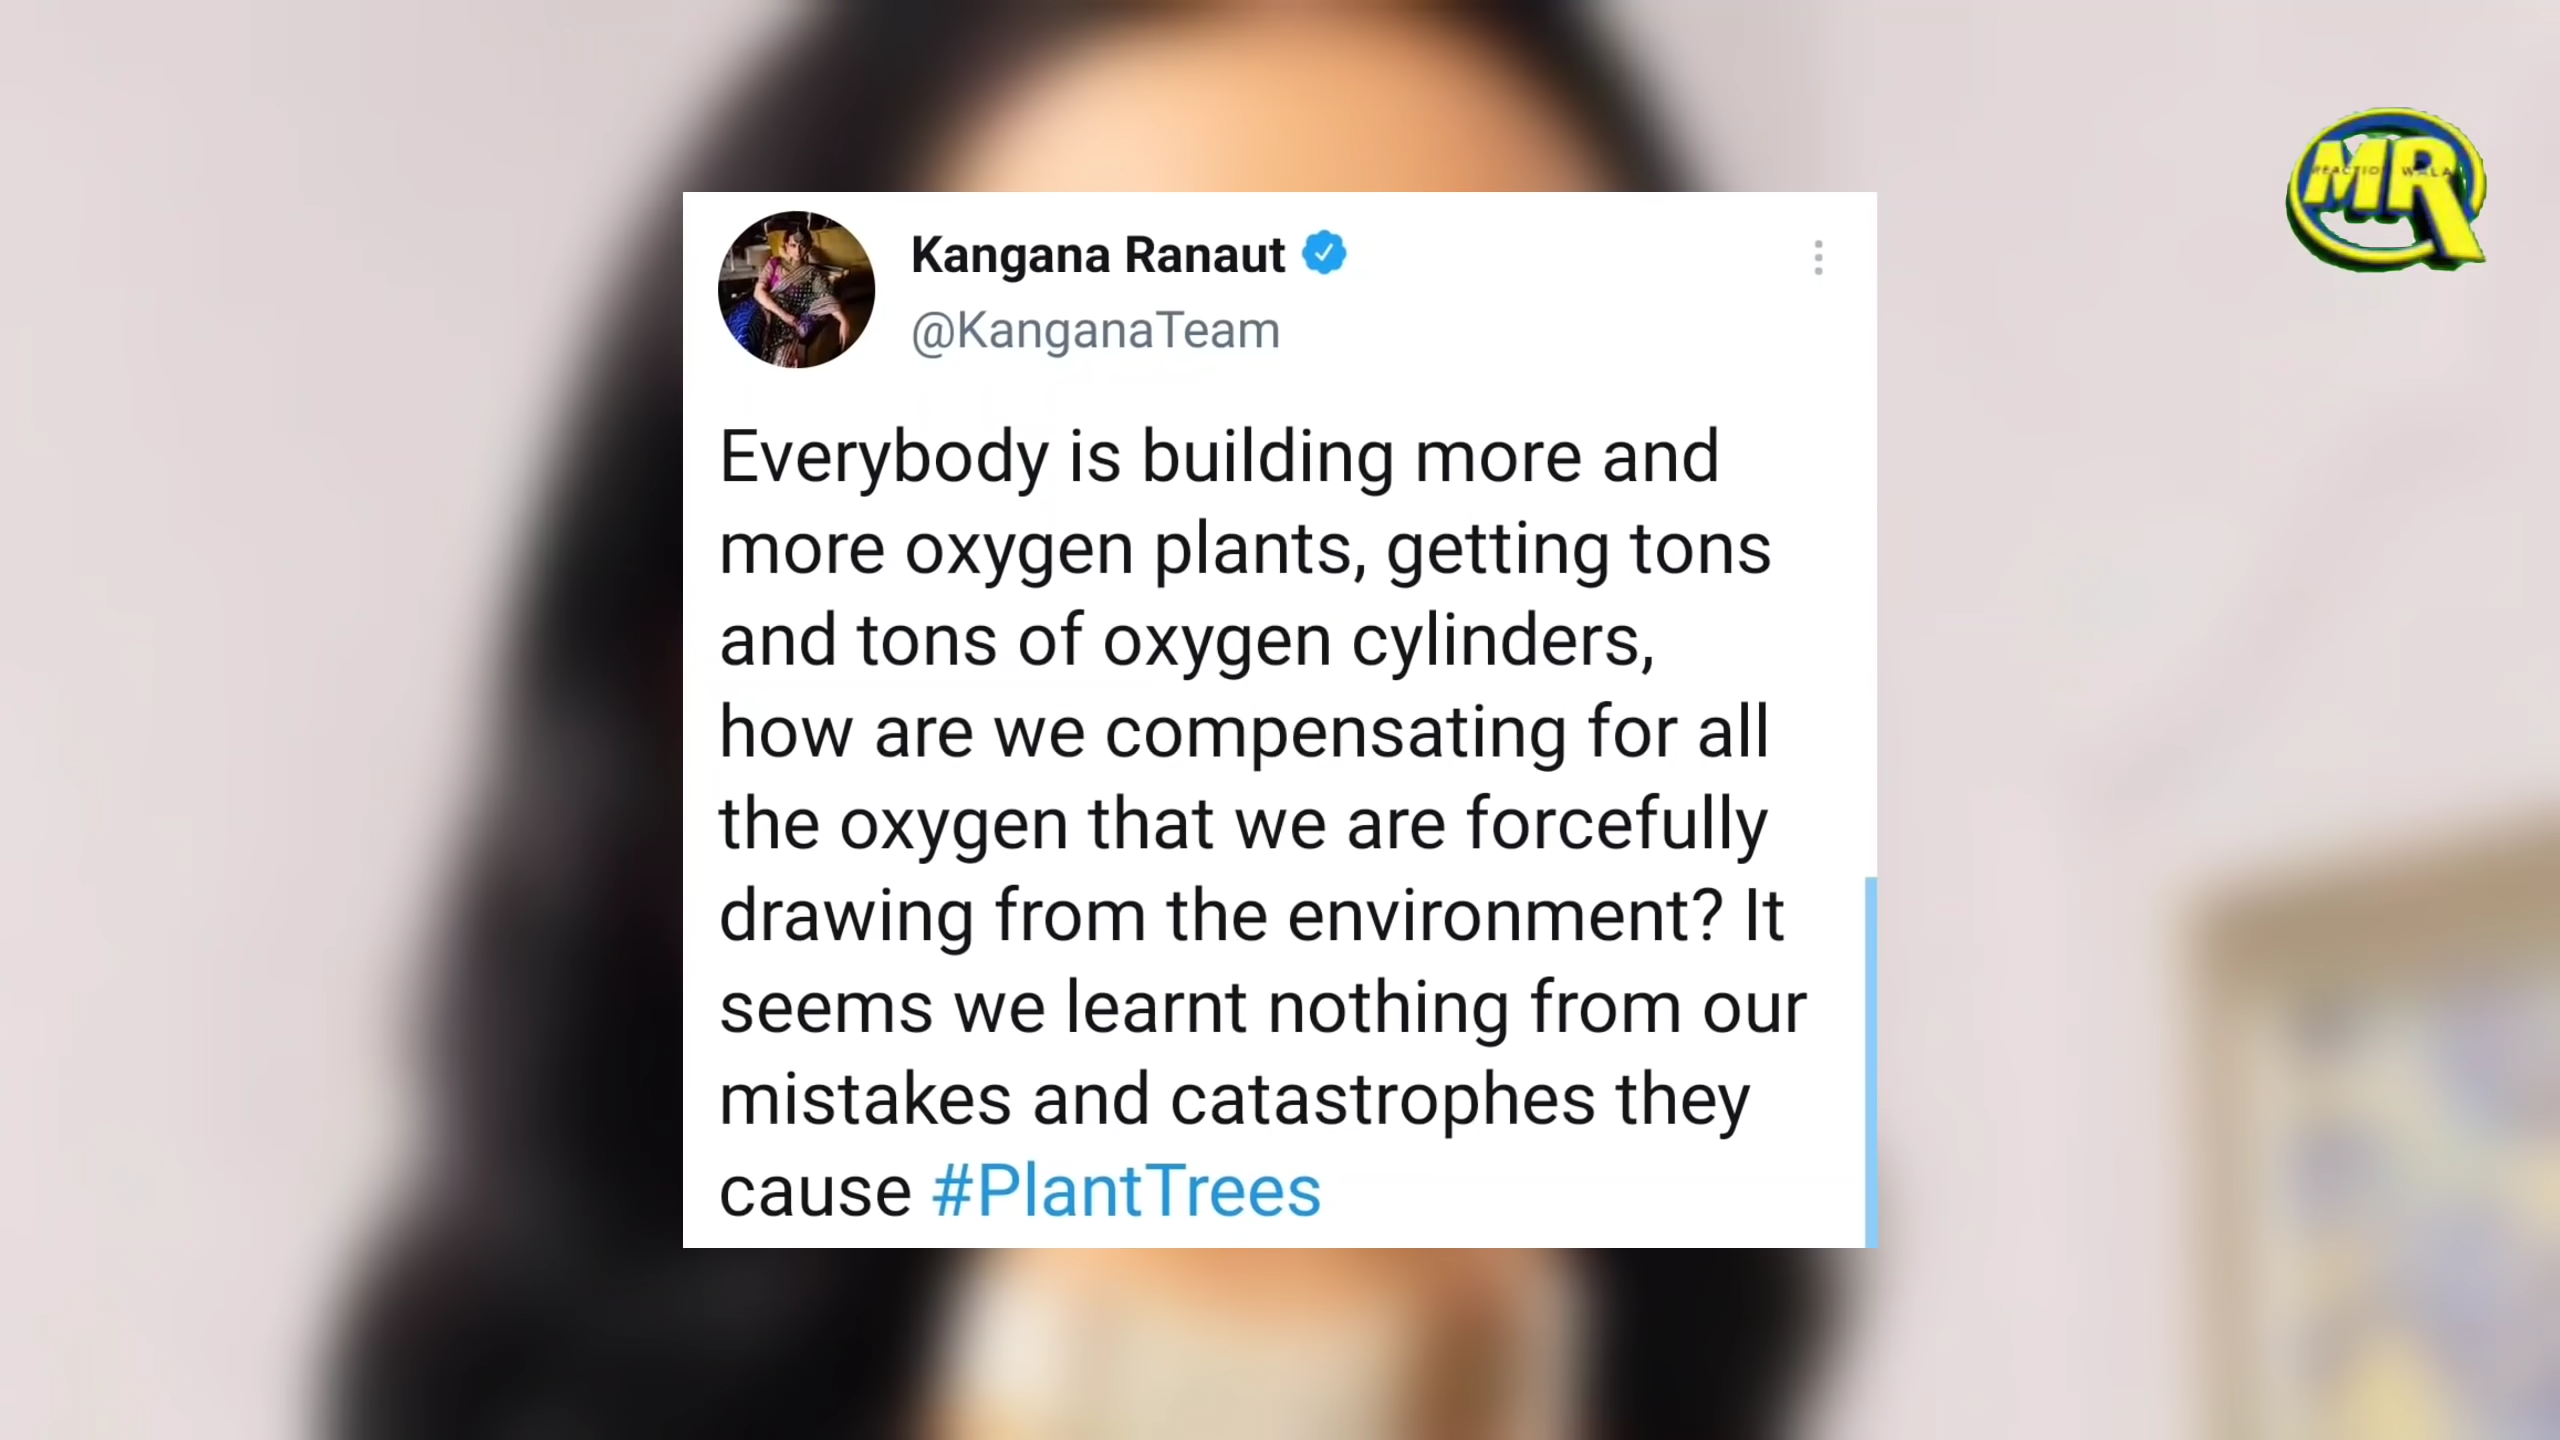 Kangana Ranaut
@KanganaTeam
Everybody is building more and
more oxygen plants, getting tons
and tons of oxygen cylinders,
how are we compensating for all
the oxygen that we are forcefully
drawing from the environment? It
seems we learnt nothing from our
mistakes and catastrophes they
cause #PlantTrees
MR
REACTION WALA